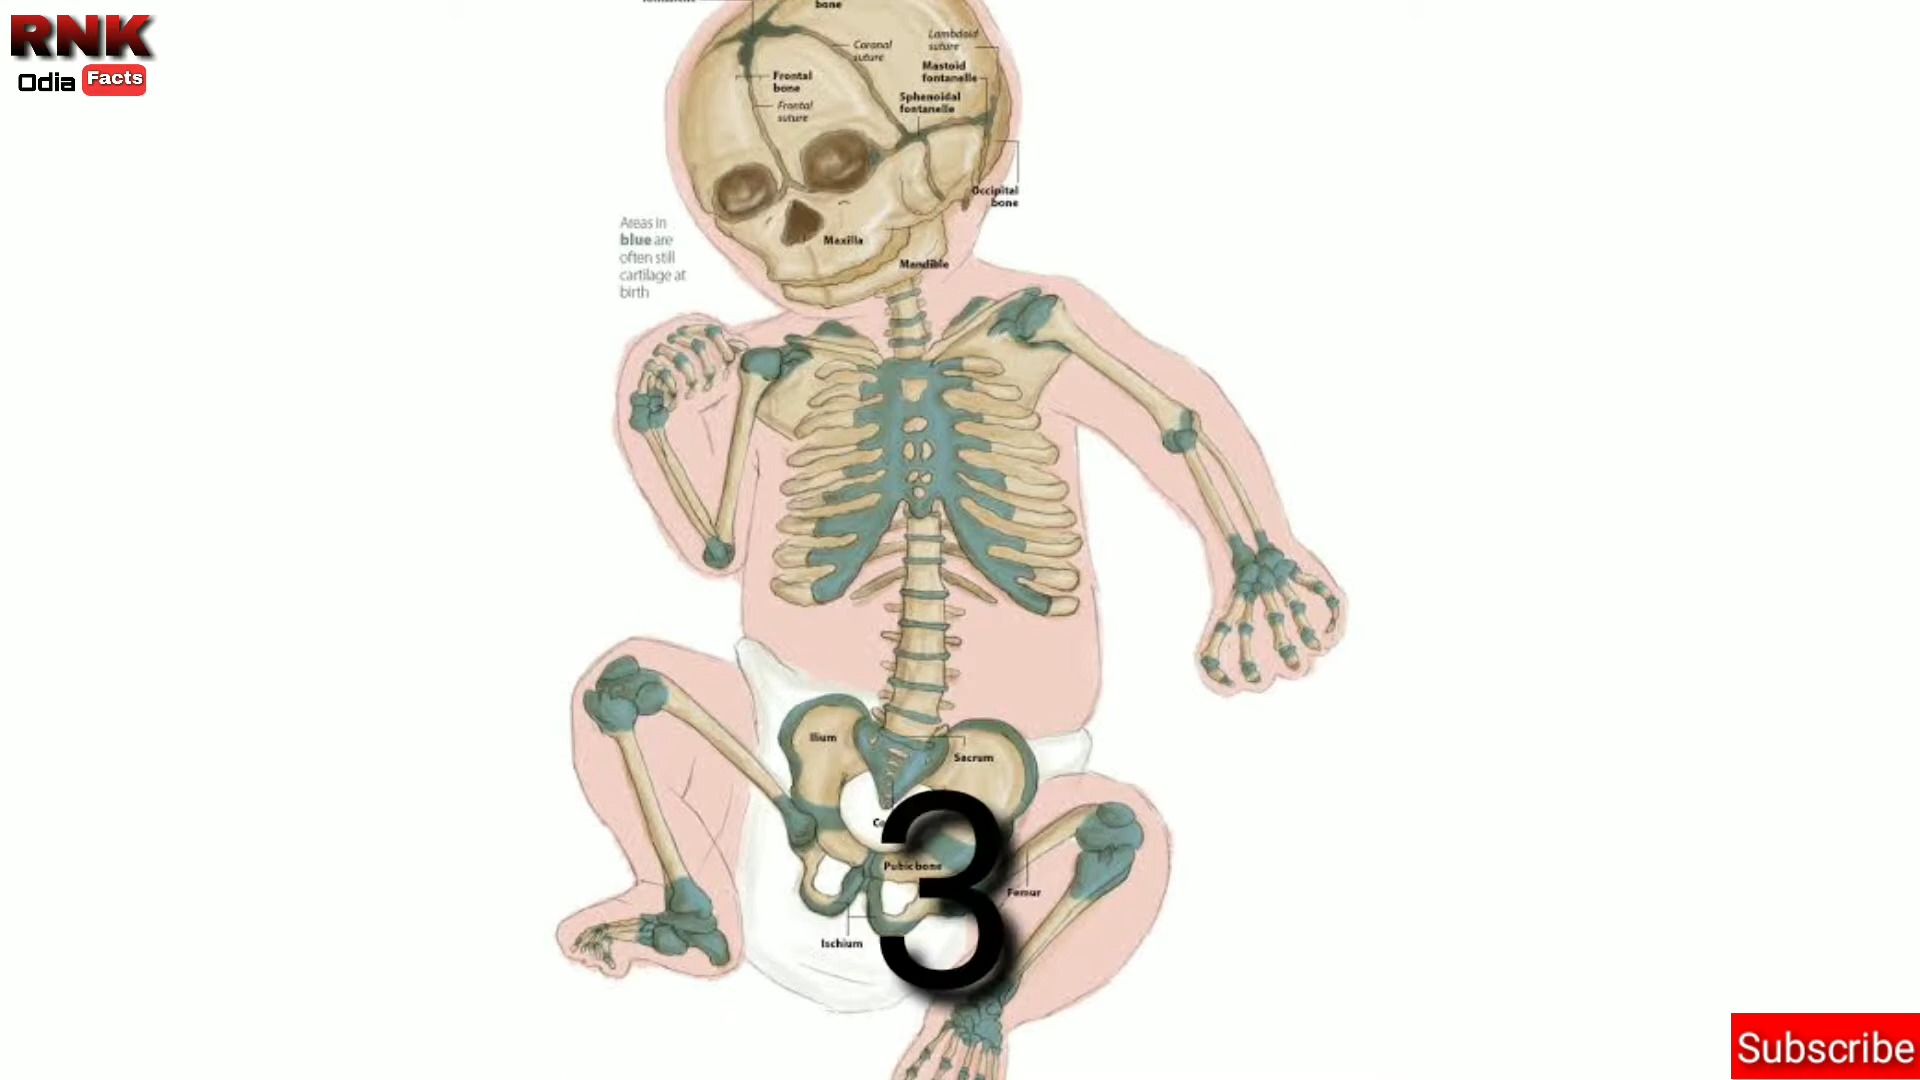 RNK
Odia Facts
bone
Coronal
suture
Lambdoid
suture
Mastoid
fontanelle
Frontal
bone
Sphenoidal
fontanelle
Frontal
suture
Occipital
bone
Areas in
blue are
often still
cartilage at
birth
Maxilla
Mandible
Ilium
Sacrum
Pubic bone
Femur
Ischium
3
Subscribe